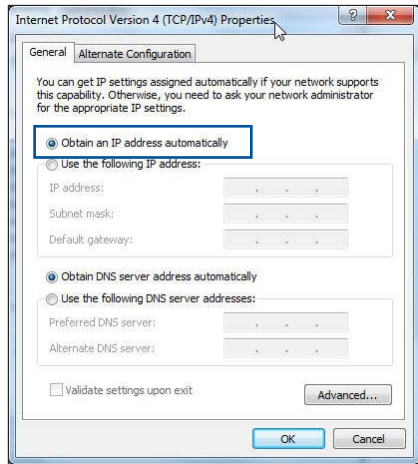 Internet Protocol Version 4 (TCP/IPv4) Properties
General
Alternate Configuration
You can get IP settings assigned automatically if your network supports
this capability. Otherwise, you need to ask your network administrator
for the appropriate IP settings.
Obtain an IP address automatically
Use the following IP address:
IP address:
Subnet mask:
Default gateway:
Obtain DNS server address automatically
Use the following DNS server addresses:
Preferred DNS server:
Alternate DNS server:
Validate settings upon exit
Advanced...
OK
Cancel